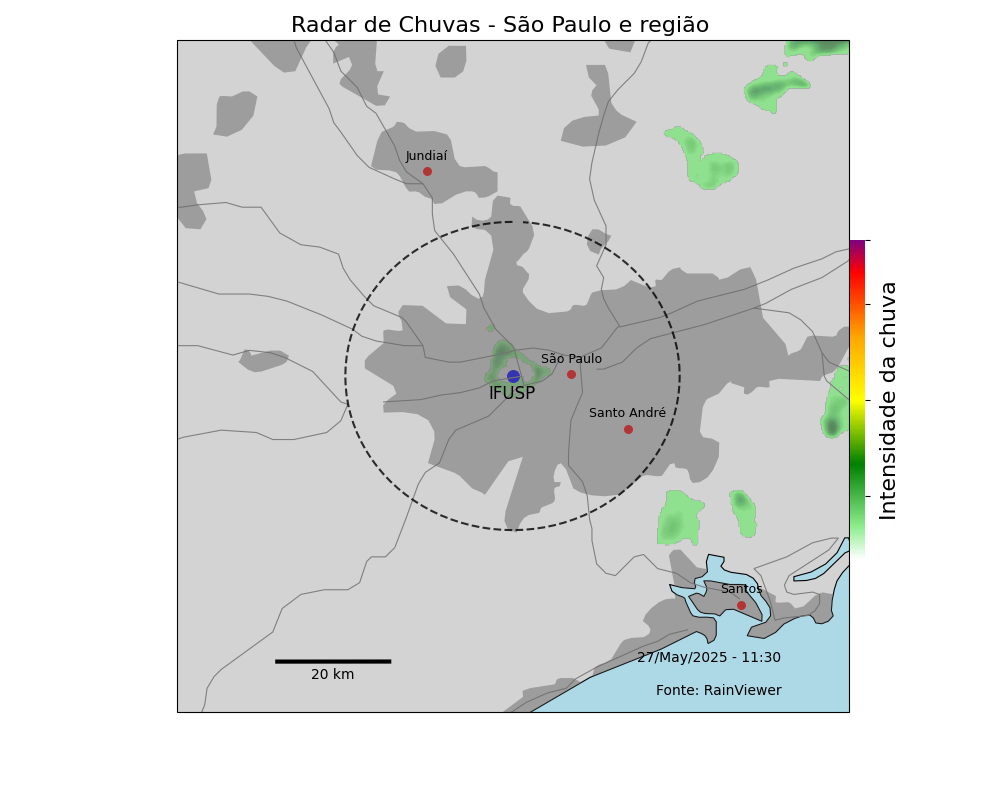 Radar de Chuvas - São Paulo e região
Jundiaí
São Paulo
IFUSP
Santo André
Intensidade da chuva
Santos
27/May/2025 - 11:30
20 km
Fonte: RainViewer